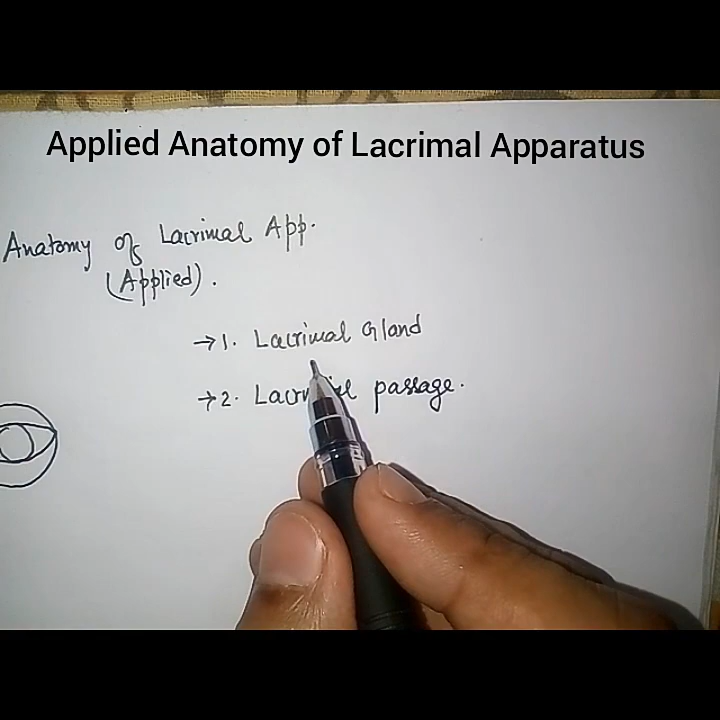 Applied Anatomy of Lacrimal Apparatus
Anatomy of Lacrimal App.
(Applied).
→1. Lacrimal Gland
→2. passage.